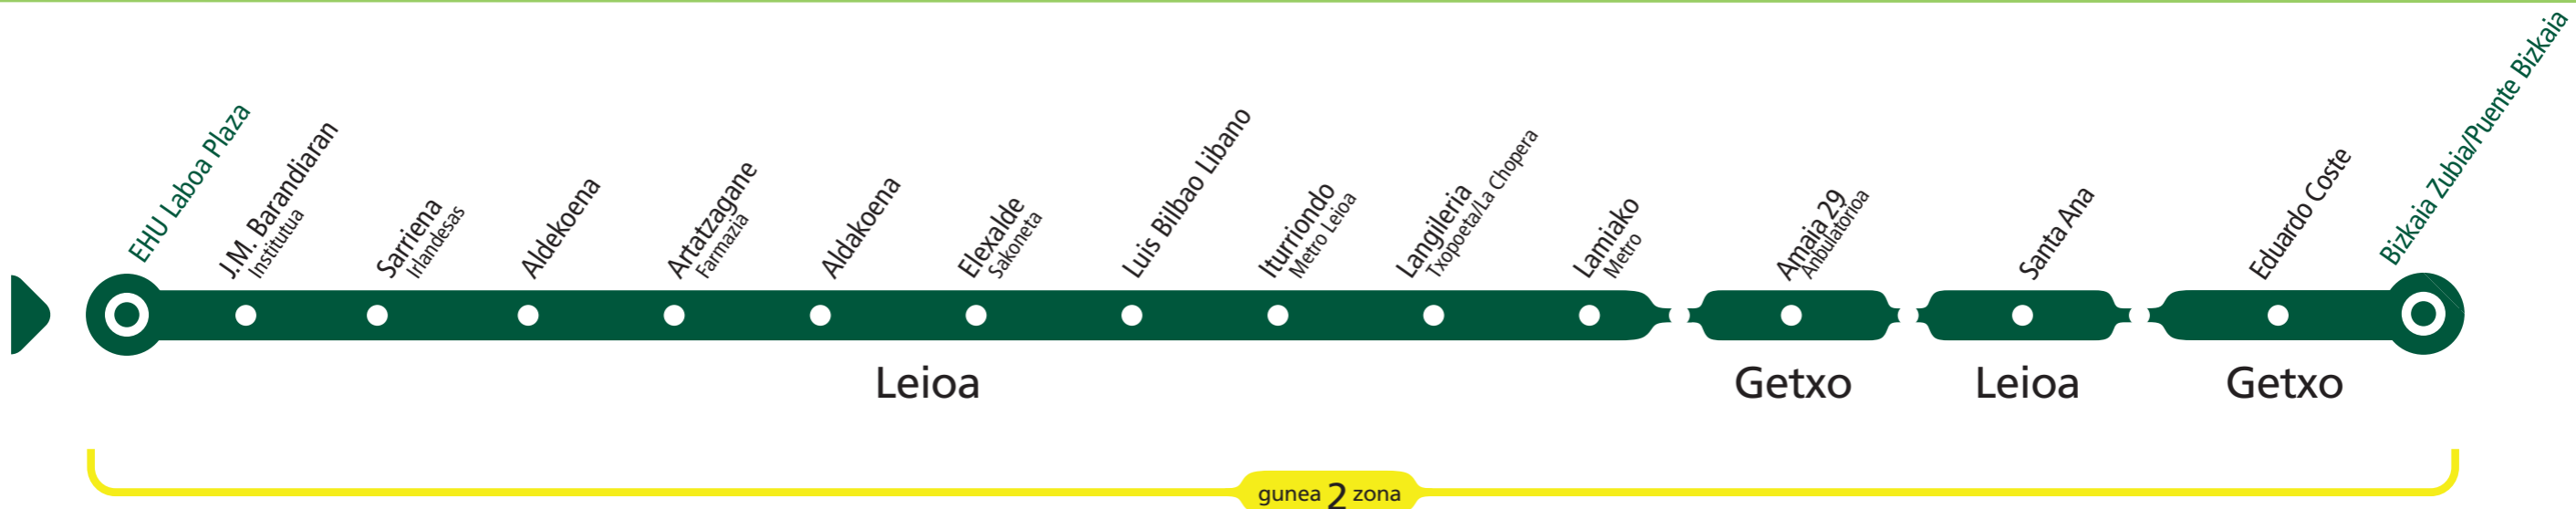 EHU Laboa Plaza
J.M. Barandiaran
Institutua
Sarriena
Irlandesas
Aldekoena
Artatzagane
Farmazia
Aldakoena
Elexalde
Sakoneta
Luis Bilbao Libano
Iturriondo
Metro Leioa
Langileria
Txopoeta/La Chopera
Lamiako
Metro
Amaia 29
Anbulatorioa
Santa Ana
Eduardo Coste
Bizkaia Zubia/Puente Bizkaia
Leioa
Getxo
Leioa
Getxo
gunea 2 zona